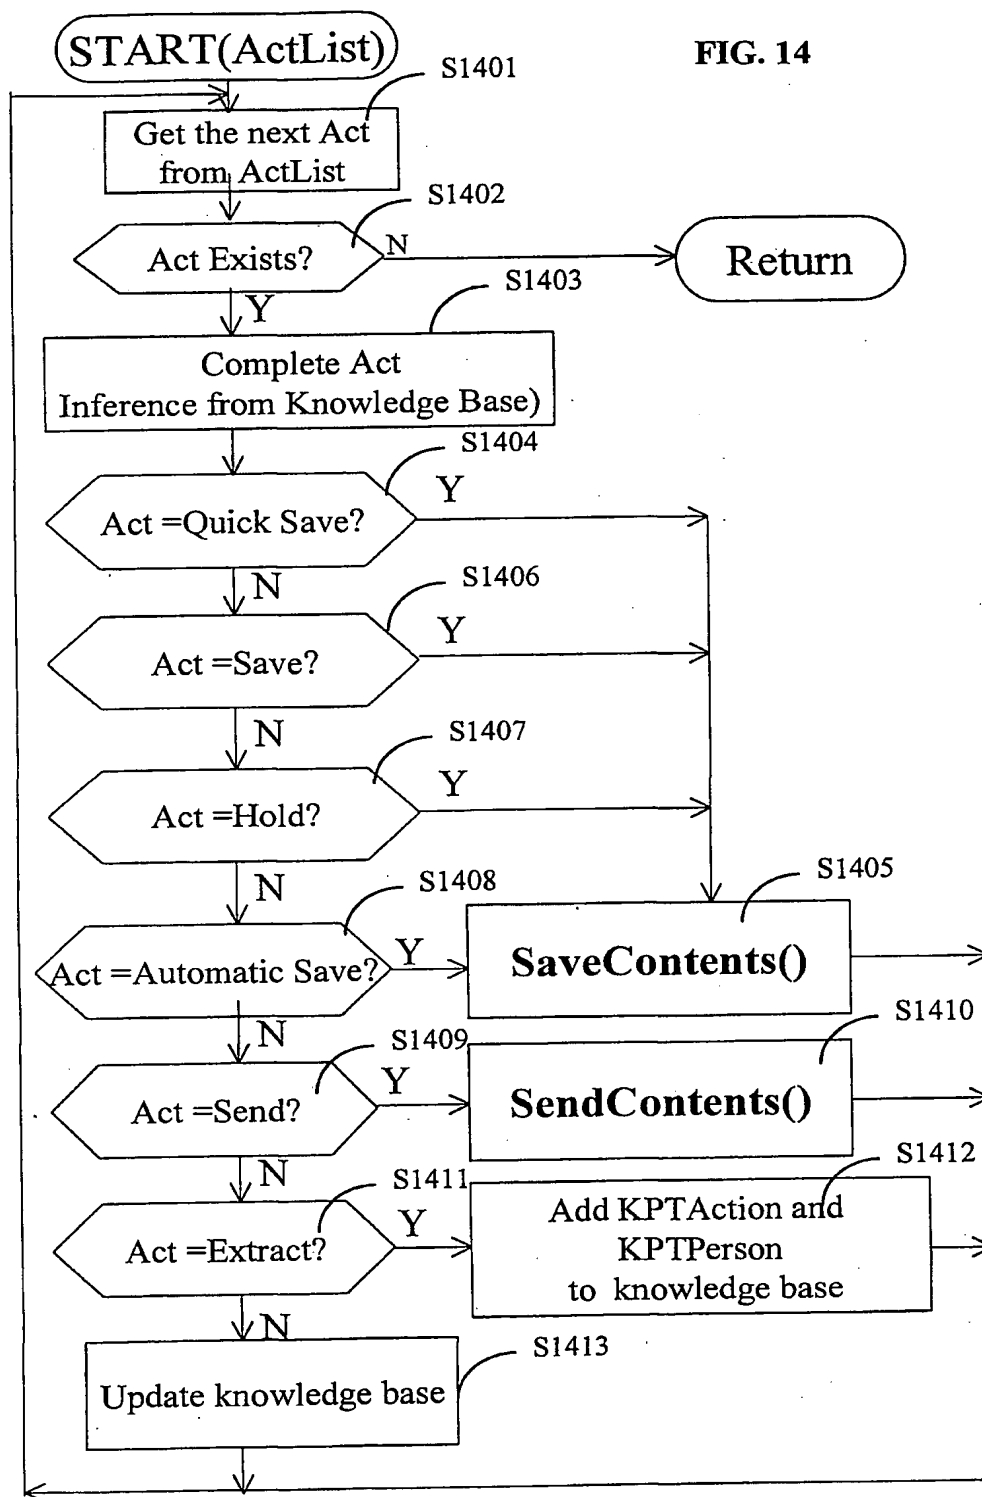 START(ActList)
FIG. 14
S1401
Get the next Act
from ActList
S1402
Act Exists?
N
Return
Y
S1403
Complete Act
Inference from Knowledge Base)
S1404
Act =Quick Save?
Y
N
S1406
Act =Save?
Y
N
S1407
Act =Hold?
Y
N
S1408
S1405
Act =Automatic Save?
Y
SaveContents()
N
S1409
S1410
Act =Send?
Y
SendContents()
N
S1411
S1412
Act =Extract?
Y
Add KPTAction and
KPTPerson
to knowledge base
N
S1413
Update knowledge base